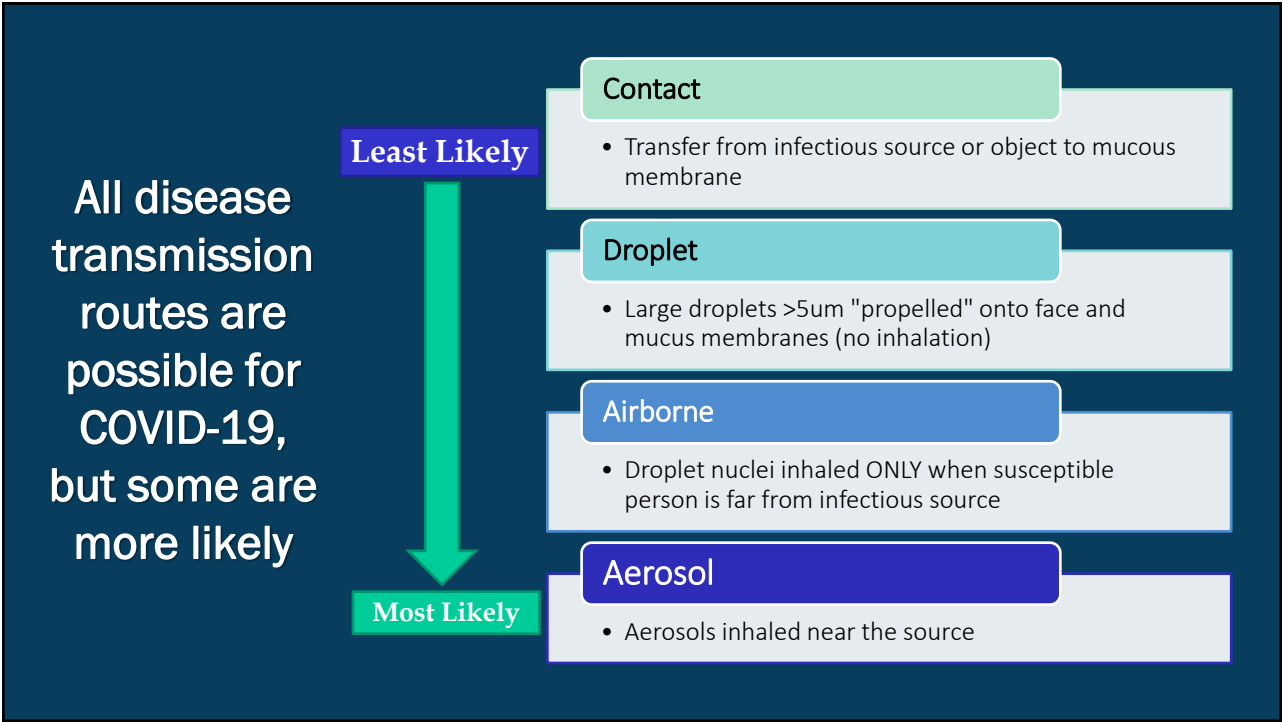 All disease
transmission
routes are
possible for
COVID-19,
but some are
more likely
Least Likely
Most Likely
Contact
• Transfer from infectious source or object to mucous
membrane
Droplet
• Large droplets >5um "propelled" onto face and
mucus membranes (no inhalation)
Airborne
• Droplet nuclei inhaled ONLY when susceptible
person is far from infectious source
Aerosol
• Aerosols inhaled near the source